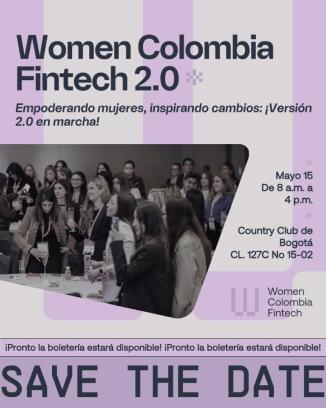 Women Colombia
Fintech 2.0
Empoderando mujeres, inspirando cambios: ¡Versión
2.0 en marcha!
Mayo 15
De 8 a.m. a
4 p.m.
Country Club de
Bogotá
CL. 127C No 15-02
Women
Colombia
Fintech
¡Pronto la boletería estará disponible! ¡Pronto la boletería estará disponible!
SAVE THE DATE